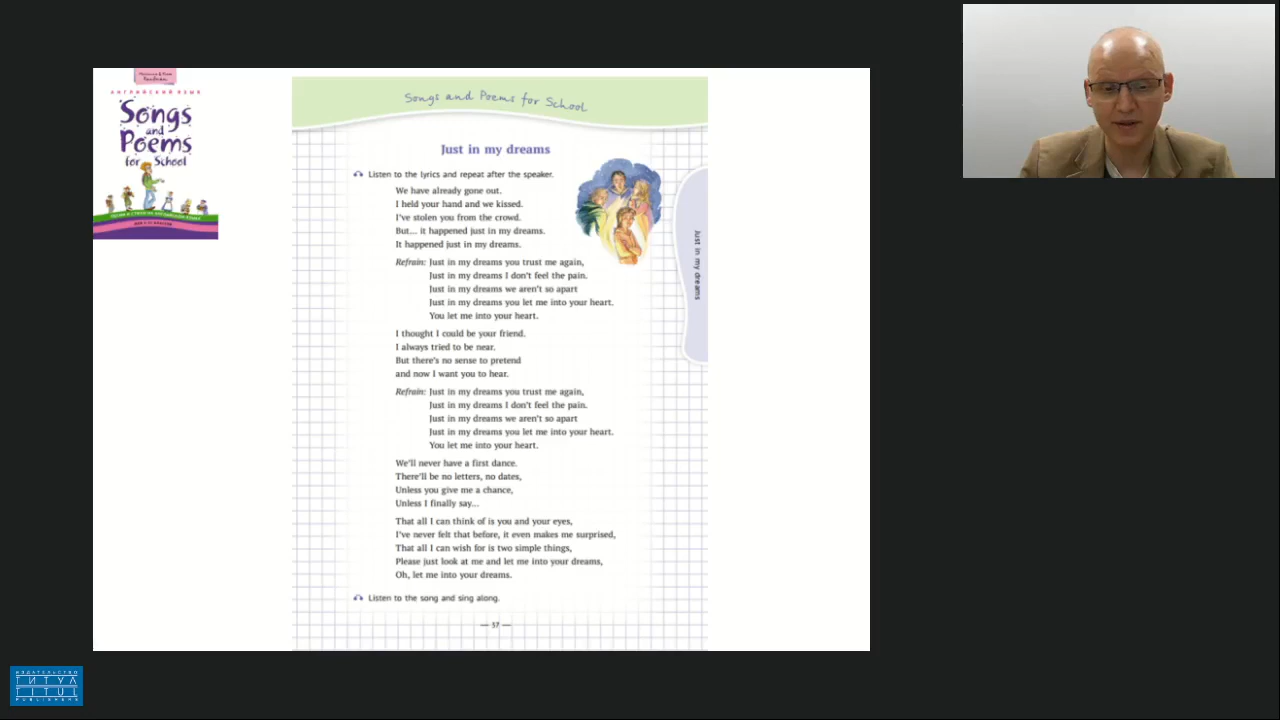 АНГЛИЙСКИЙ ЯЗЫК
Songs
and
Poems
for School
Songs and Poems for School
Just in my dreams
Listen to the lyrics and repeat after the speaker.
We have already gone out.
I held your hand and we kissed.
I've stolen you from the crowd.
But... it happened just in my dreams.
It happened just in my dreams.
Refrain: Just in my dreams you trust me again,
Just in my dreams I don't feel the pain.
Just in my dreams we aren't so apart
Just in my dreams you let me into your heart.
You let me into your heart.
I thought I could be your friend.
I always tried to be near.
But there's no sense to pretend
and now I want you to hear.
Refrain: Just in my dreams you trust me again,
Just in my dreams I don't feel the pain.
Just in my dreams we aren't so apart
Just in my dreams you let me into your heart.
You let me into your heart.
We'll never have a first dance.
There'll be no letters, no dates,
Unless you give me a chance,
Unless I finally say...
That all I can think of is you and your eyes,
I've never felt that before, it even makes me surprised,
That all I can wish for is two simple things,
Please just look at me and let me into your dreams,
Oh, let me into your dreams.
Listen to the song and sing along.
— 37 —
Just in my dreams
ИЗДАТЕЛЬСТВО
ТИТУЛ
TITUL
PUBLISHERS